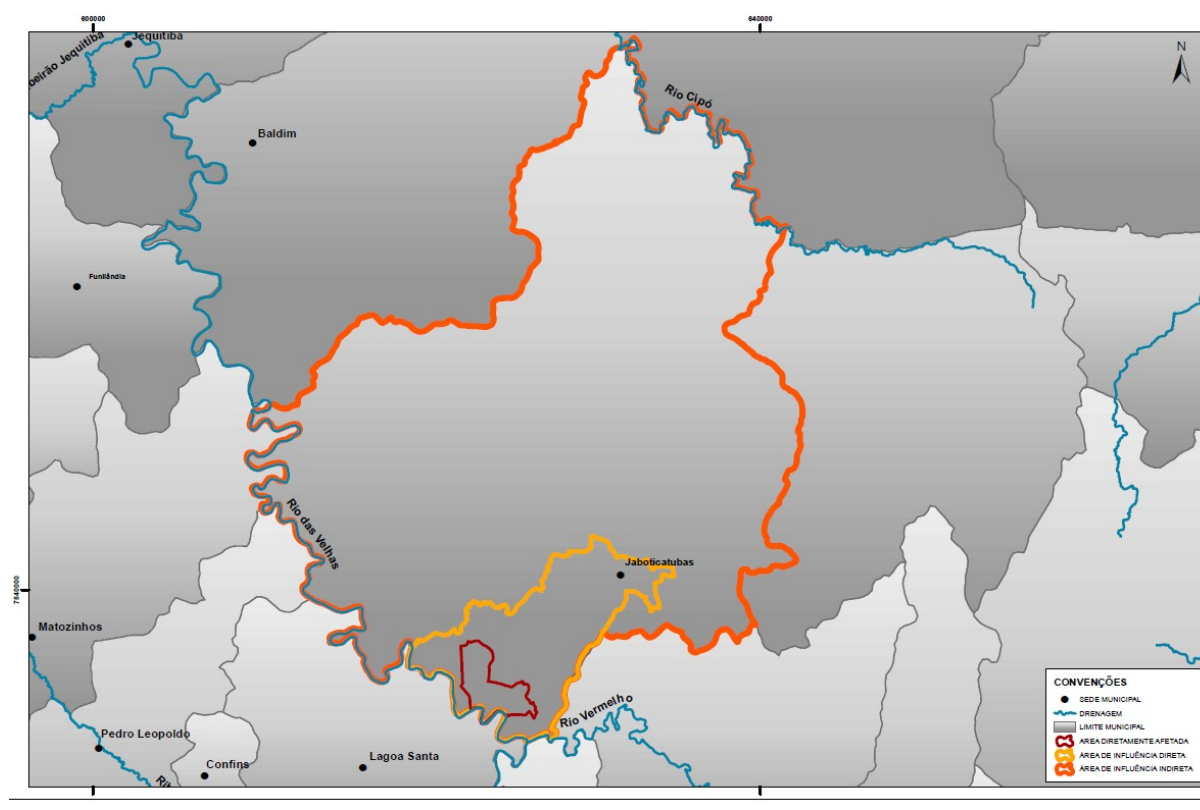 600000
640000
Jequitiba
Ribeirão Jequitiba
N
Rio Cipó
Baldim
Funilândia
Rio das Velhas
Jaboticatubas
7840000
Matozinhos
Rio Vermelho
Pedro Leopoldo
Confins
Lagoa Santa
CONVENÇÕES
SEDE MUNICIPAL
DRENAGEM
LIMITE MUNICIPAL
ÁREA DIRETAMENTE AFETADA
ÁREA DE INFLUÊNCIA DIRETA
ÁREA DE INFLUÊNCIA INDIRETA